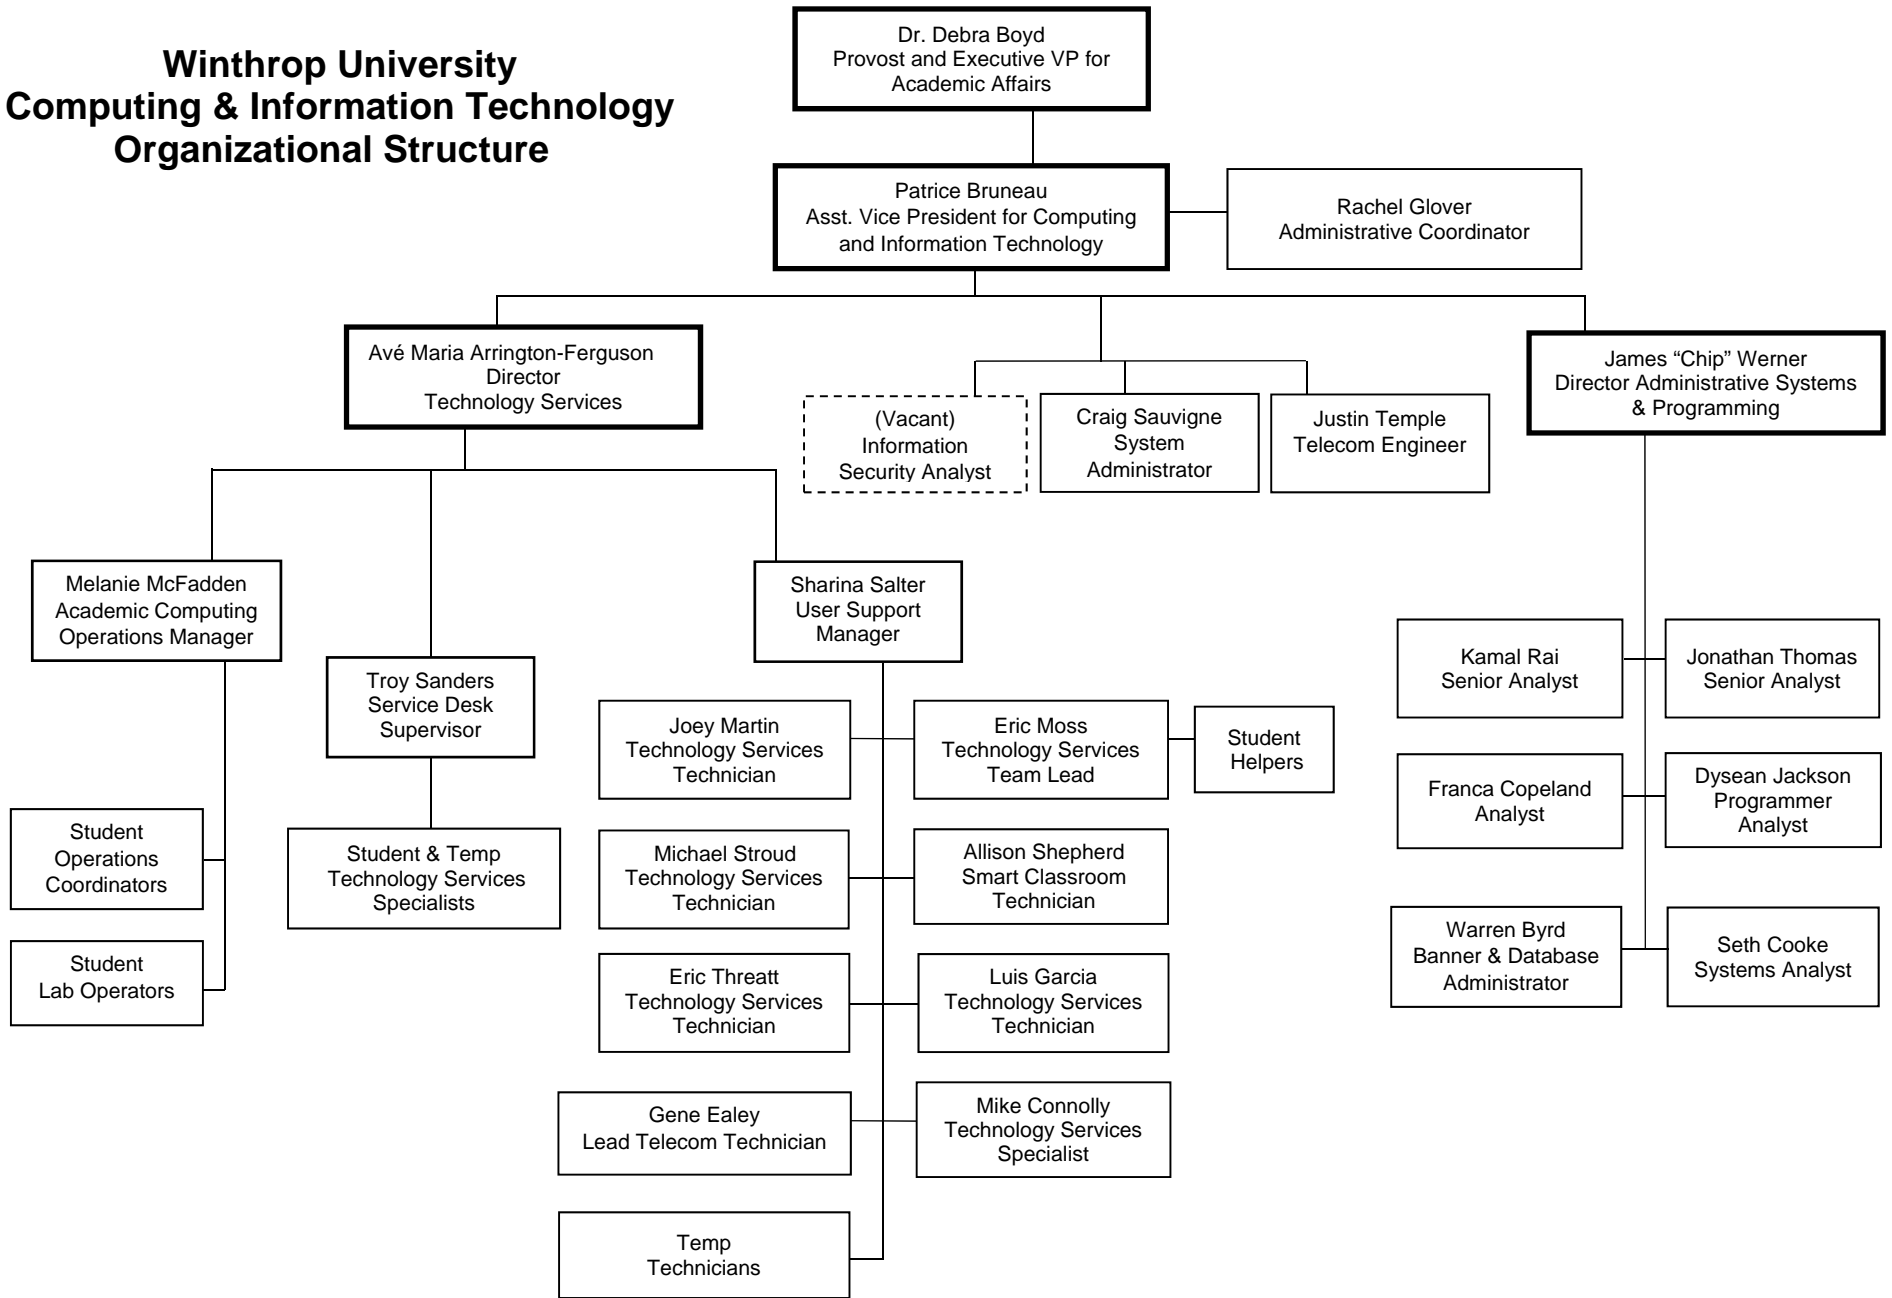 Winthrop University
Computing & Information Technology
Organizational Structure
Dr. Debra Boyd
Provost and Executive VP for
Academic Affairs
Patrice Bruneau
Asst. Vice President for Computing
and Information Technology
Rachel Glover
Administrative Coordinator
Avé Maria Arrington-Ferguson
Director
Technology Services
(Vacant)
Information
Security Analyst
Craig Sauvigne
System
Administrator
Justin Temple
Telecom Engineer
James “Chip” Werner
Director Administrative Systems
& Programming
Melanie McFadden
Academic Computing
Operations Manager
Troy Sanders
Service Desk
Supervisor
Sharina Salter
User Support
Manager
Student
Operations
Coordinators
Student
Lab Operators
Student & Temp
Technology Services
Specialists
Joey Martin
Technology Services
Technician
Eric Moss
Technology Services
Team Lead
Student
Helpers
Michael Stroud
Technology Services
Technician
Allison Shepherd
Smart Classroom
Technician
Eric Threatt
Technology Services
Technician
Luis Garcia
Technology Services
Technician
Gene Ealey
Lead Telecom Technician
Mike Connolly
Technology Services
Specialist
Temp
Technicians
Kamal Rai
Senior Analyst
Jonathan Thomas
Senior Analyst
Franca Copeland
Analyst
Dysean Jackson
Programmer
Analyst
Warren Byrd
Banner & Database
Administrator
Seth Cooke
Systems Analyst